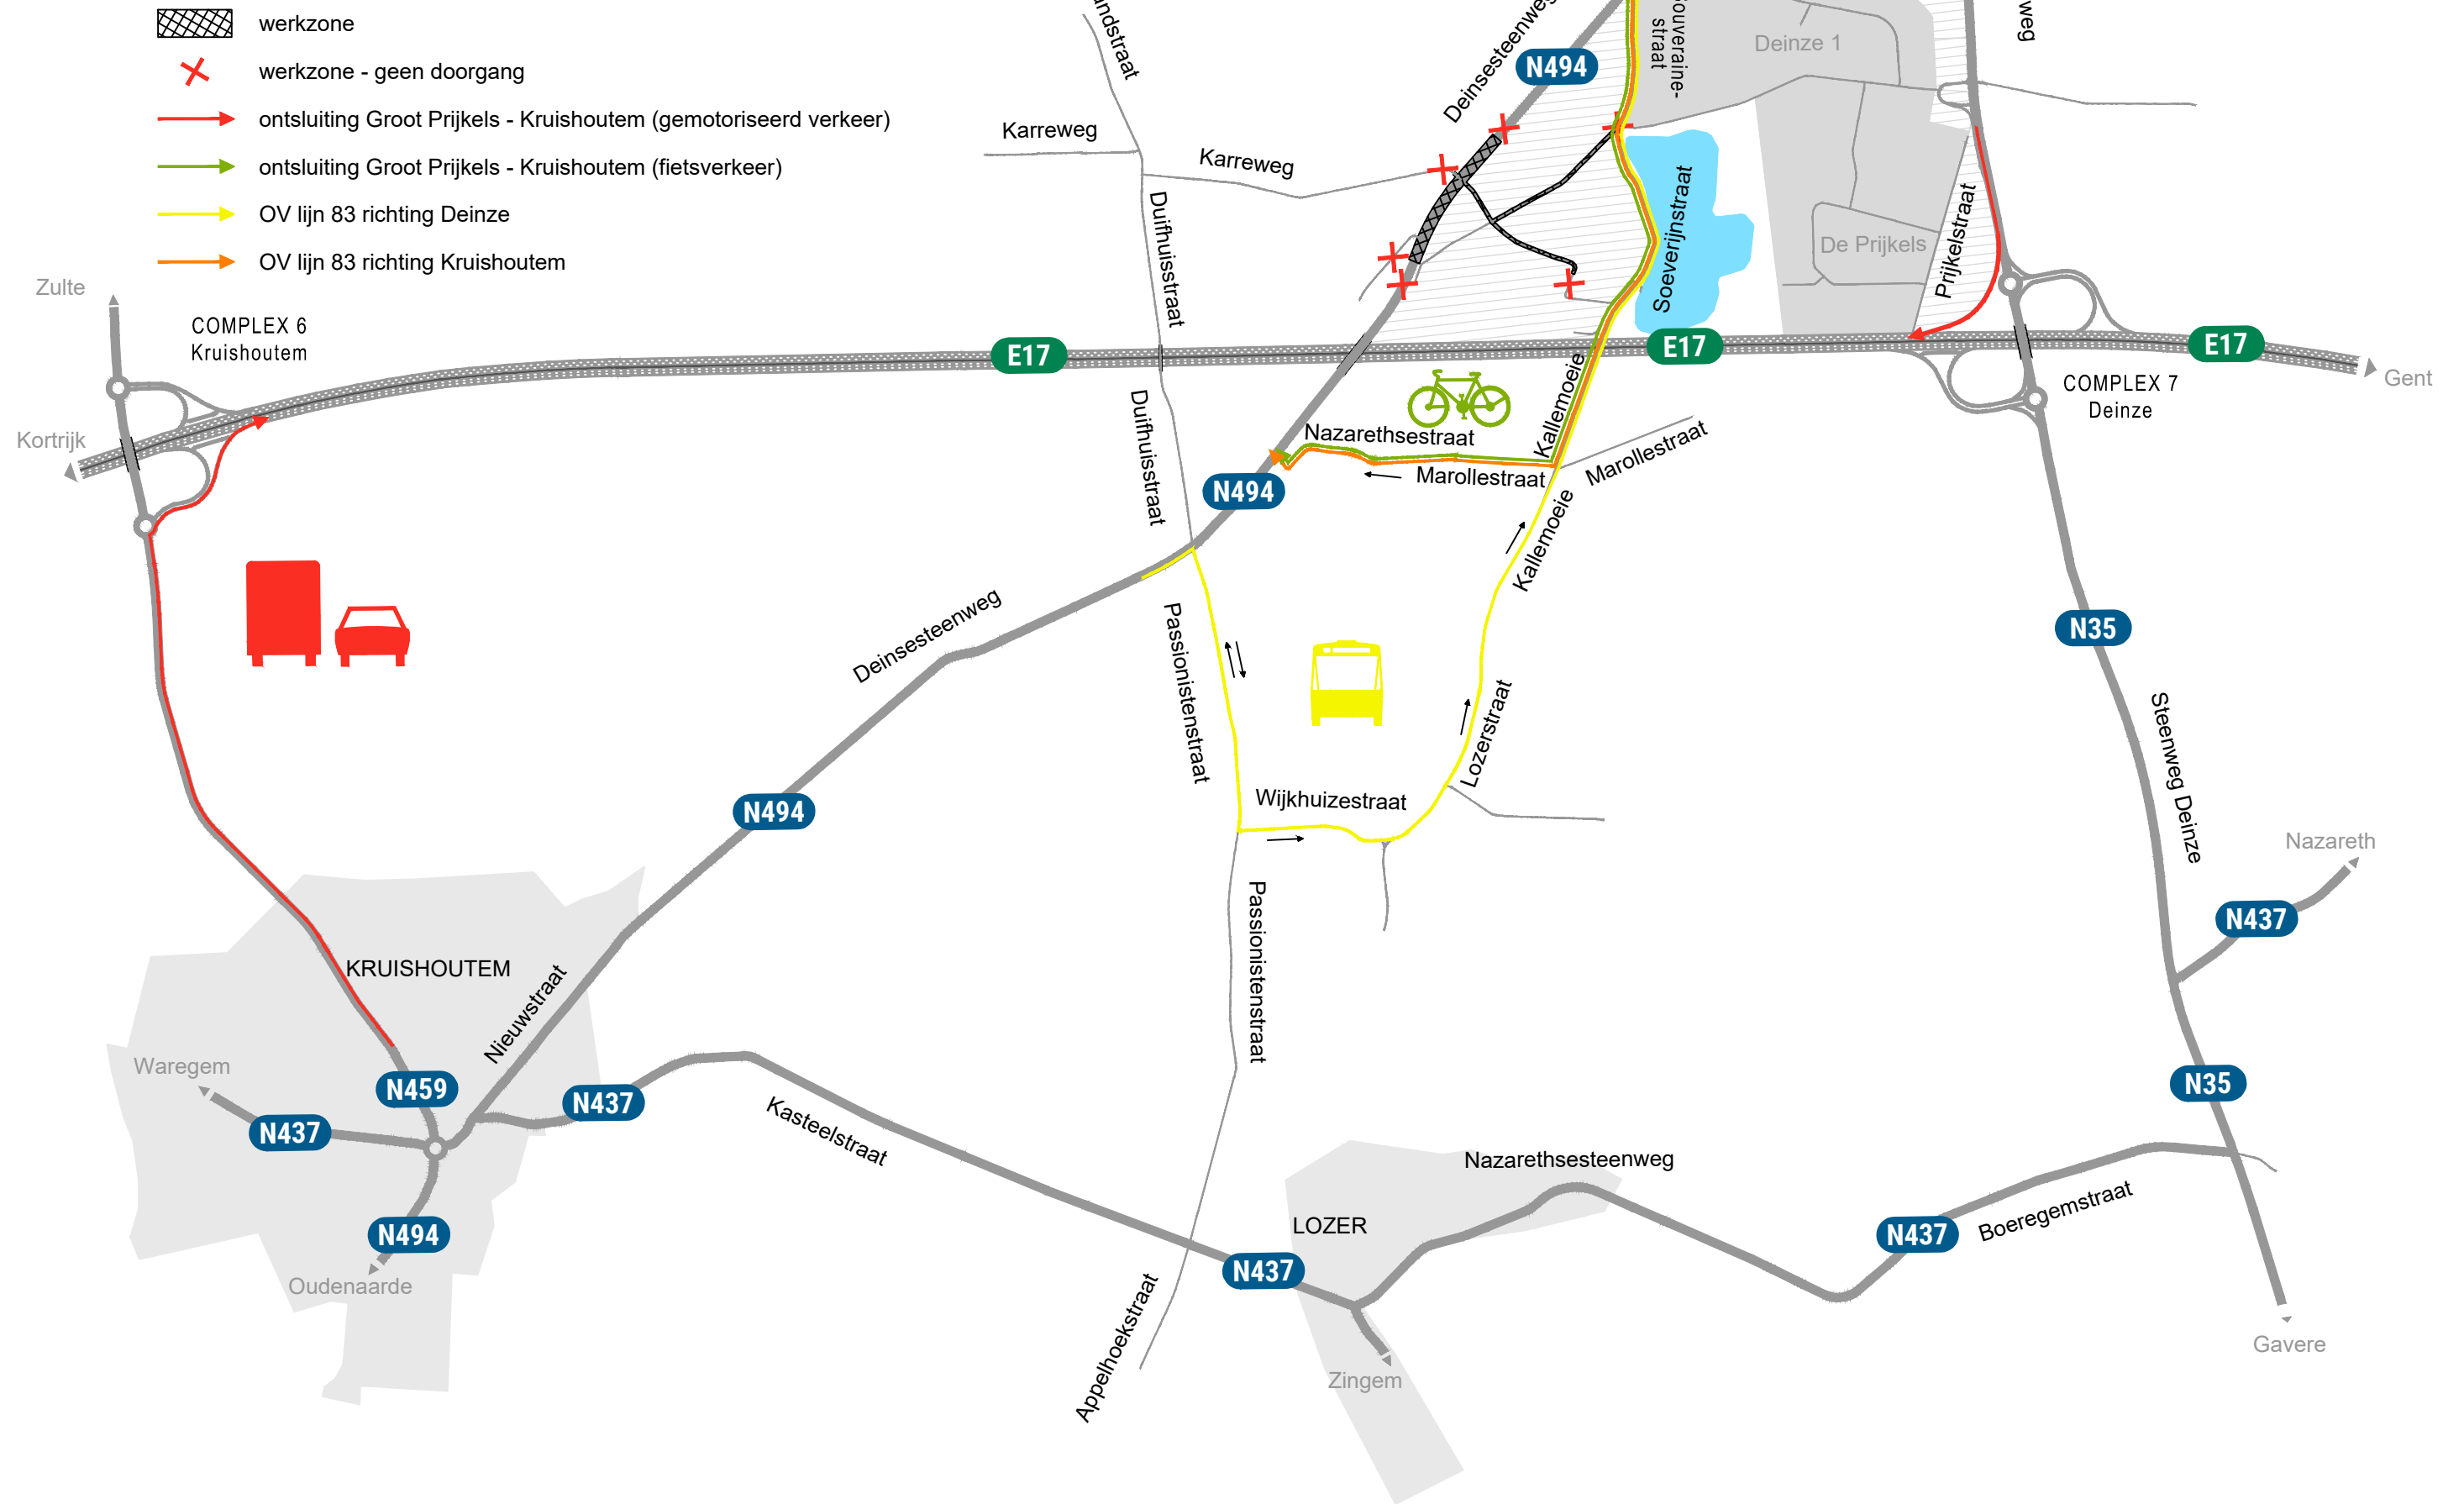 werkzone
werkzone - geen doorgang
ontsluiting Groot Prijkels - Kruishoutem (gemotoriseerd verkeer)
ontsluiting Groot Prijkels - Kruishoutem (fietsverkeer)
OV lijn 83 richting Deinze
OV lijn 83 richting Kruishoutem
Deinsesteenweg
N494
straat
Deinze 1
weg
Karreweg
Karreweg
Duifhuisstraat
Soeverijnstraat
De Prijkels
Prijkelstraat
Zulte
COMPLEX 6
Kruishoutem
Kortrijk
E17
E17
E17
Gent
COMPLEX 7
Deinze
Duifhuisstraat
Nazarethsestraat
Kallemoeie
Marollestraat
Marollestraat
N494
Kallemoeie
Deinsesteenweg
Passionistenstraat
N35
Steenweg Deinze
Lozerstraat
Wijkhuizestraat
N494
Nazareth
N437
Passionistenstraat
KRUISHOUTEM
Nieuwstraat
Waregem
N459
N437
N437
Kasteelstraat
N35
N494
Oudenaarde
Nazarethsesteenweg
LOZER
N437
N437
Boeregemstraat
Appelhoekstraat
Zingem
Gavere